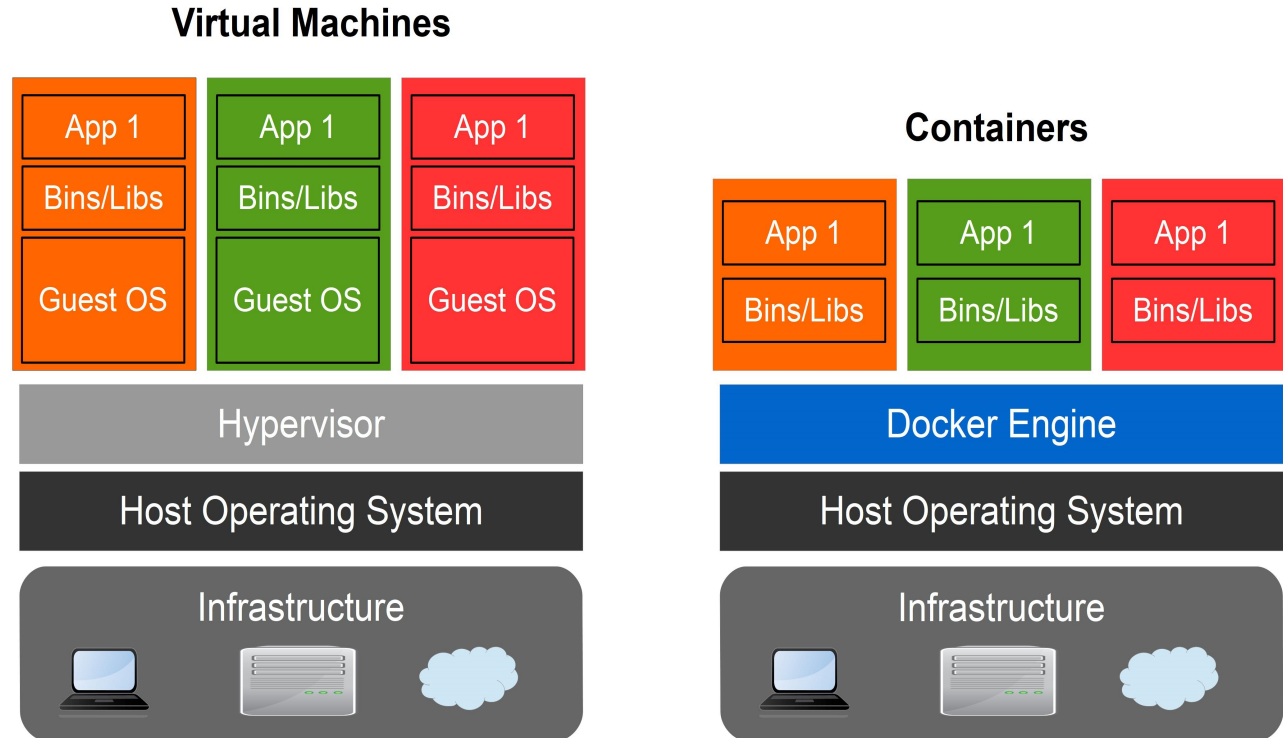 Virtual Machines
App 1
Bins/Libs
Guest OS
App 1
Bins/Libs
Guest OS
App 1
Bins/Libs
Guest OS
Hypervisor
Host Operating System
Infrastructure
Containers
App 1
Bins/Libs
App 1
Bins/Libs
App 1
Bins/Libs
Docker Engine
Host Operating System
Infrastructure